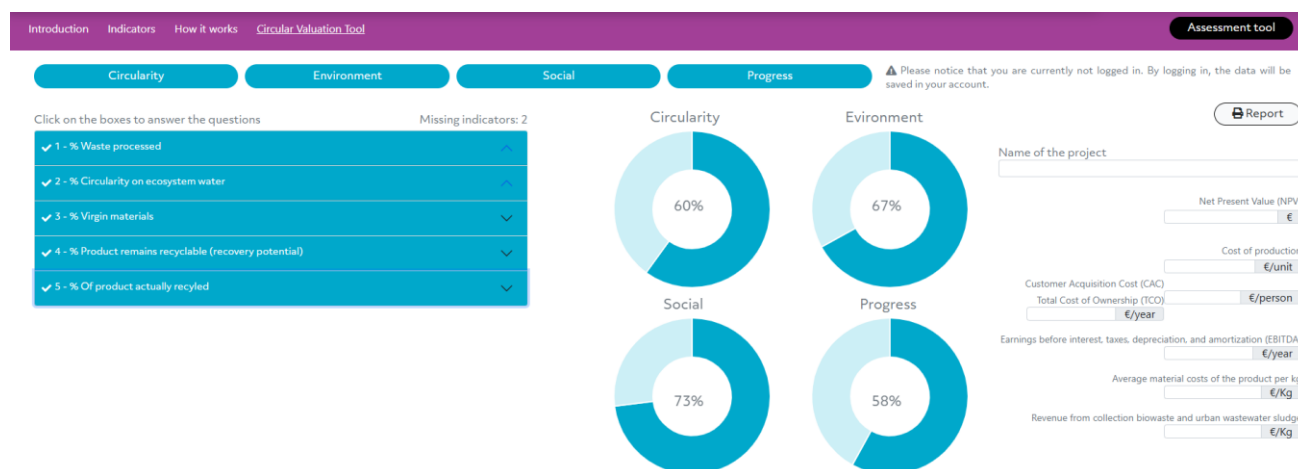 Introduction Indicators How it works Circular Valuation Tool Assessment tool
Circularity Environment Social Progress
Please notice that you are currently not logged in. By logging in, the data will be
saved in your account.
Click on the boxes to answer the questions Missing indicators: 2
1 - % Waste processed
2 - % Circularity on ecosystem water
3 - % Virgin materials
4 - % Product remains recyclable (recovery potential)
5 - % Of product actually recyled
Circularity
60%
Evironment
67%
Social
73%
Progress
58%
Report
Name of the project
Net Present Value (NPV
€
Cost of production
€/unit
Customer Acquisition Cost (CAC)
€/person
Total Cost of Ownership (TCO)
€/year
Earnings before interest, taxes, depreciation, and amortization (EBITDA
€/year
Average material costs of the product per kg
€/Kg
Revenue from collection biowaste and urban wastewater sludge
€/Kg